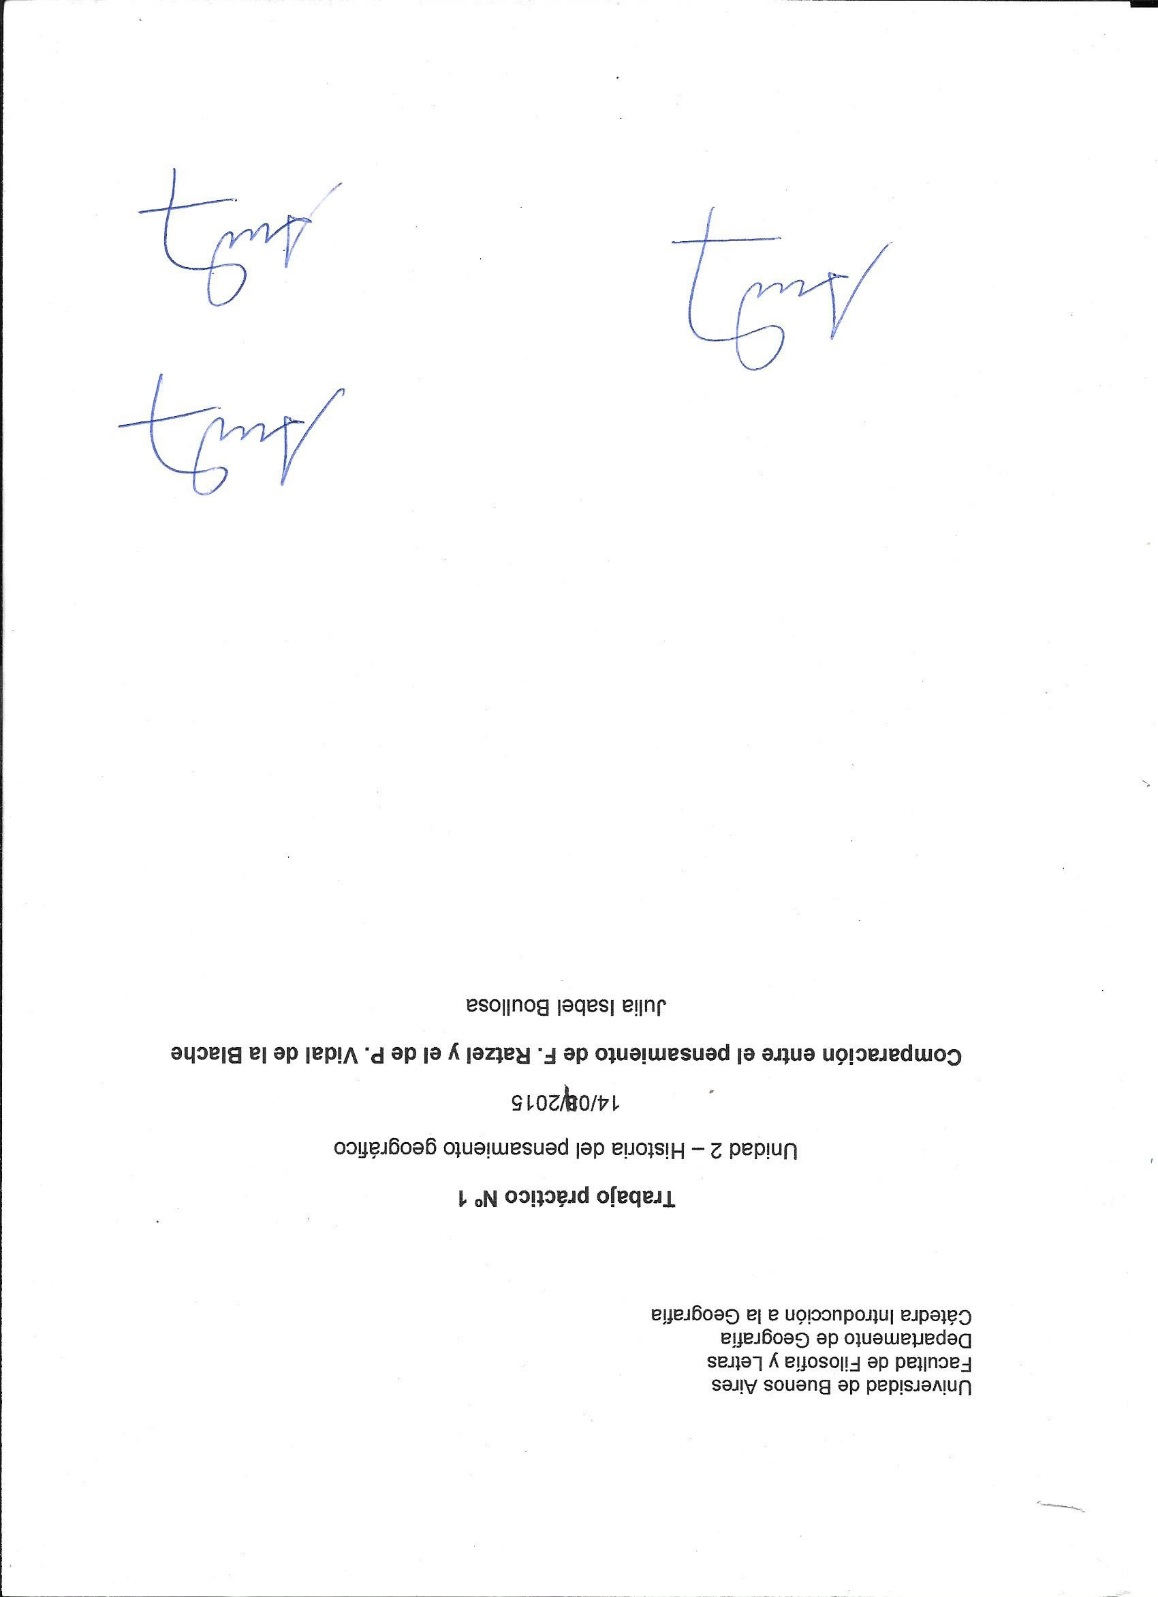 Universidad de Buenos Aires
Facultad de Filosofía y Letras
Departamento de Geografía
Cátedra Introducción a la Geografía
Trabajo práctico Nº 1
Unidad 2 – Historia del pensamiento geográfico
14/09/2015
Comparación entre el pensamiento de F. Ratzel y el de P. Vidal de la Blache
Julia Isabel Boullosa